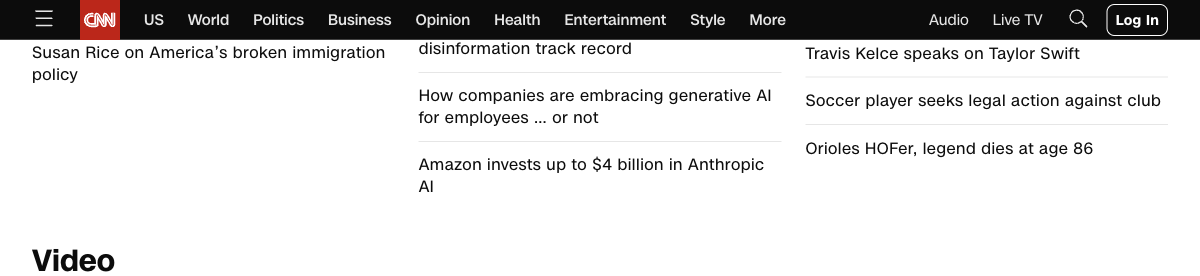 CNN US World Politics Business Opinion Health Entertainment Style More Audio Live TV Log In
Susan Rice on America's broken immigration
policy
disinformation track record
How companies are embracing generative AI
for employees ... or not
Amazon invests up to $4 billion in Anthropic
AI
Travis Kelce speaks on Taylor Swift
Soccer player seeks legal action against club
Orioles HOFer, legend dies at age 86
Video